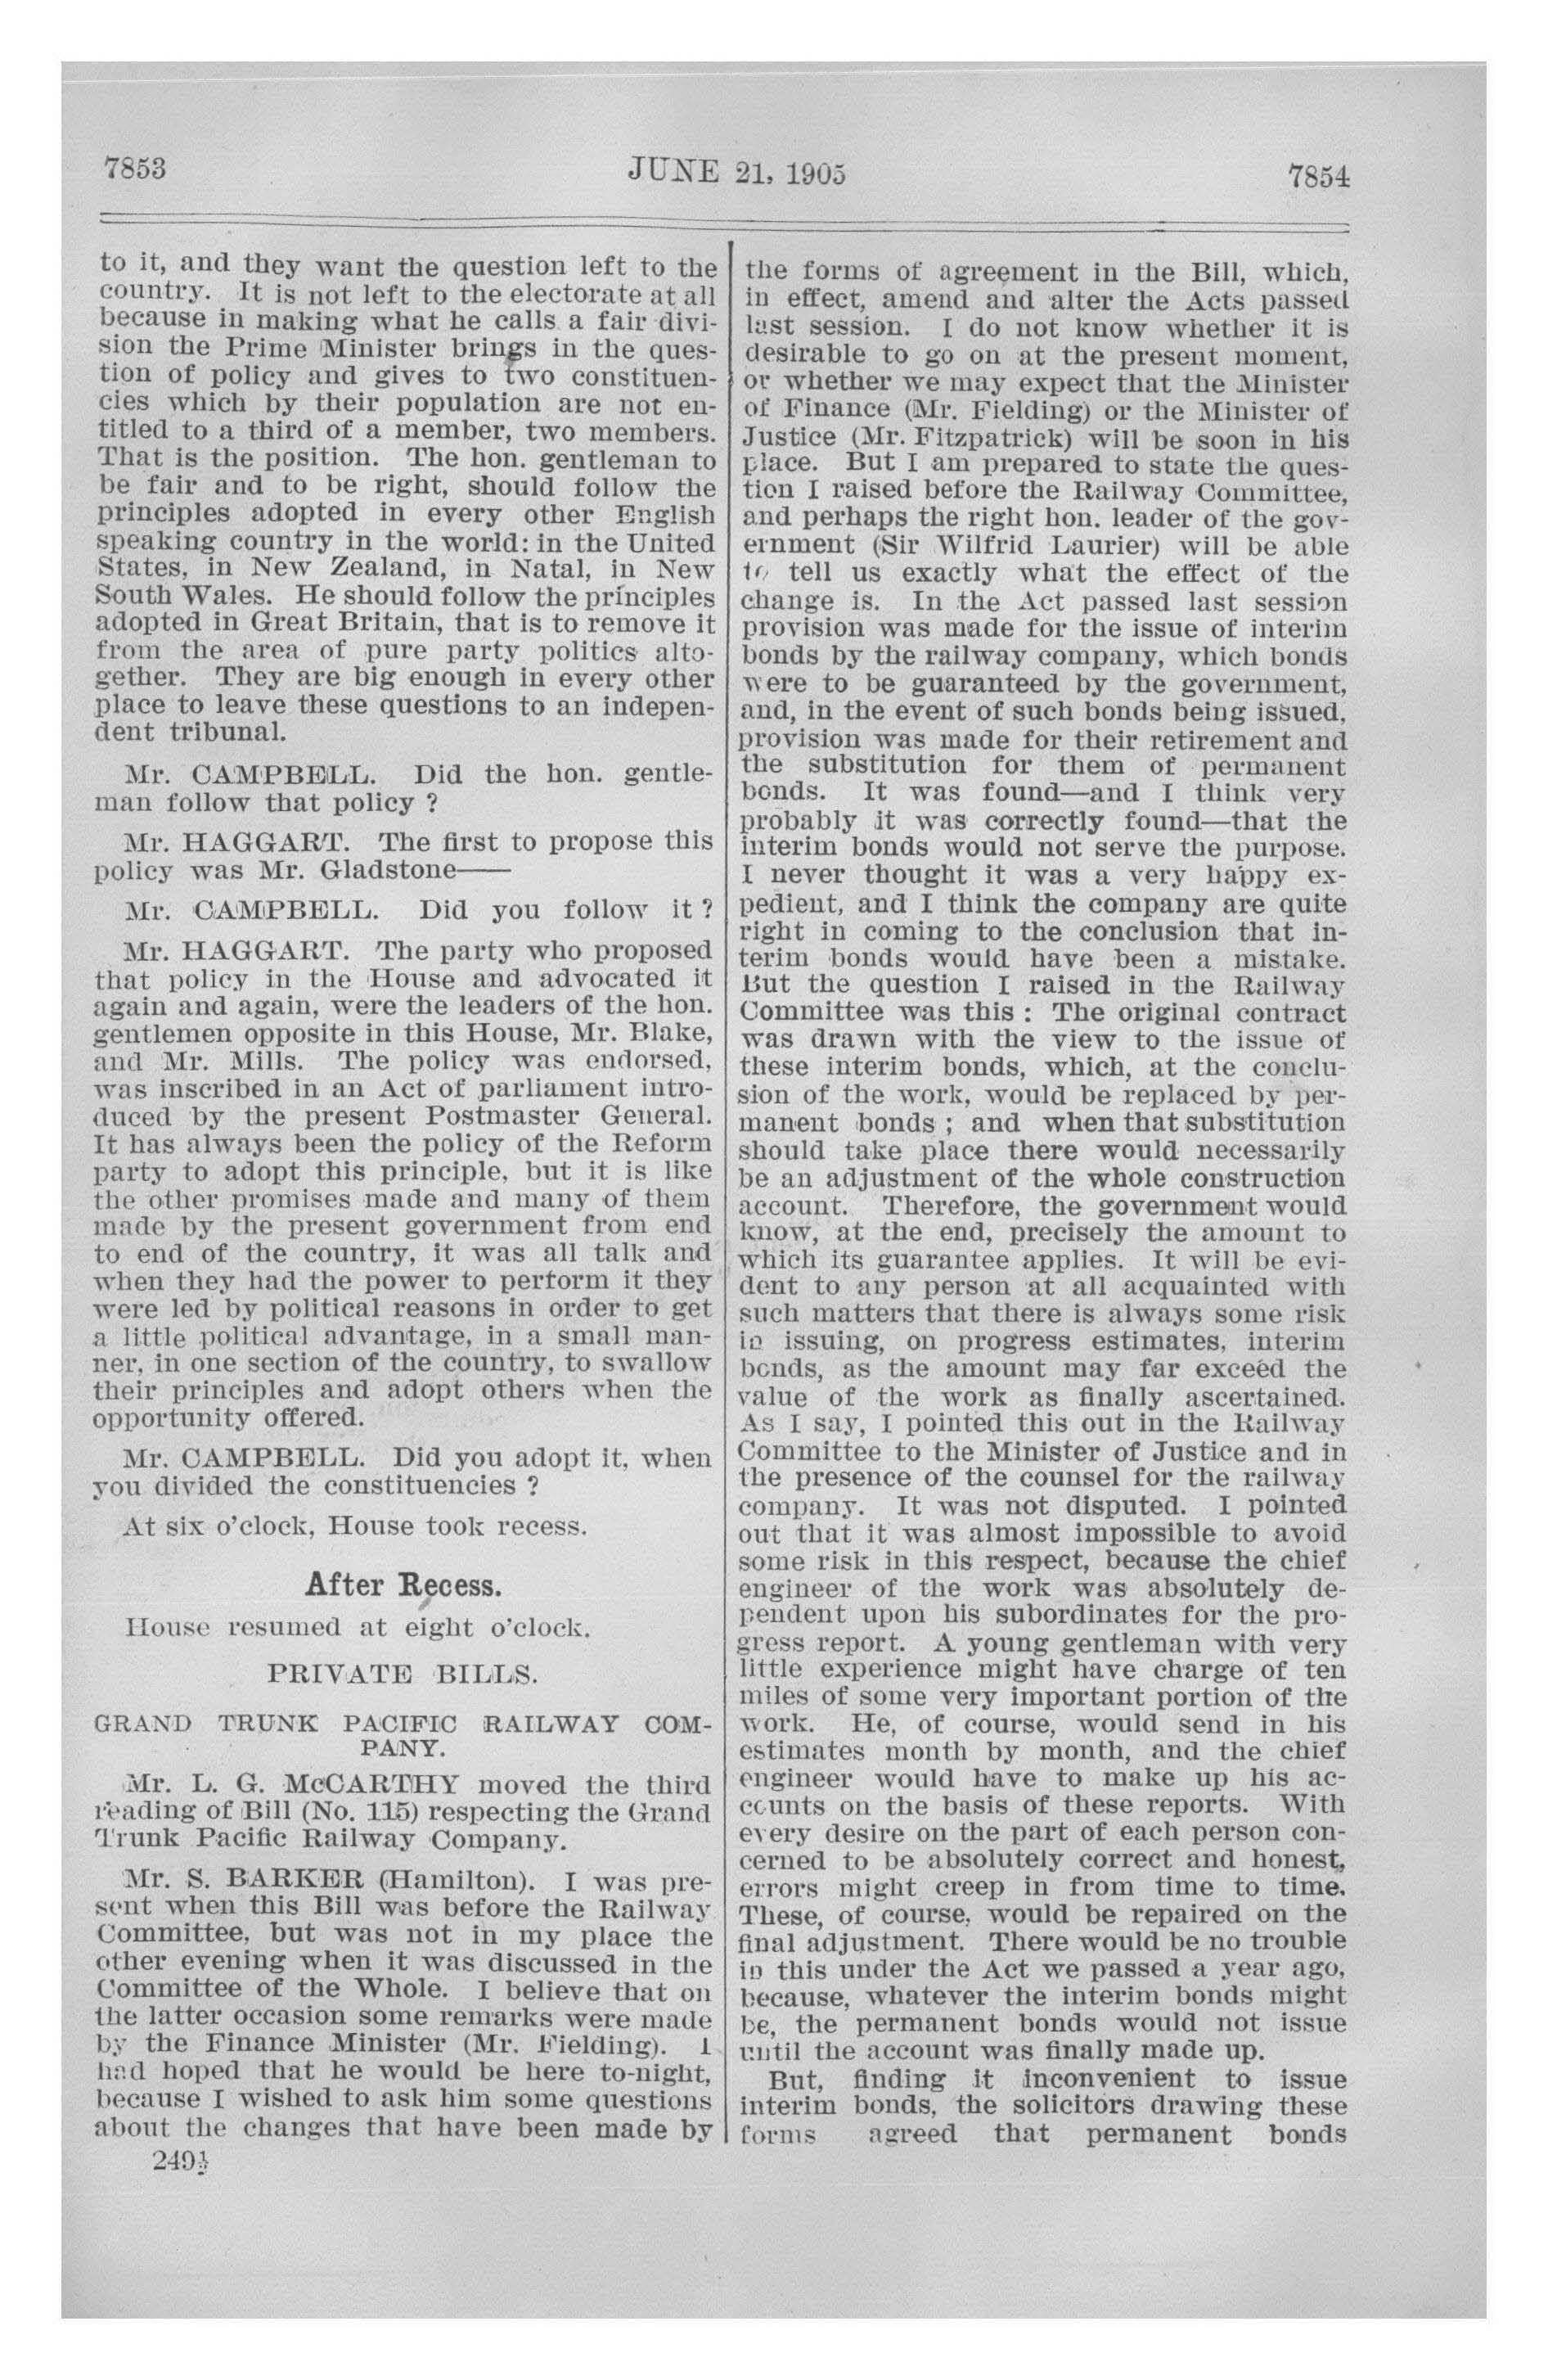 7853
JUNE 21, 1905
7854
to it, and they want the question left to the
country. It is not left to the electorate at all
because in making what he calls a fair divi-
sion the Prime Minister brings in the ques-
tion of policy and gives to two constituen-
cies which by their population are not en-
titled to a third of a member, two members.
That is the position. The hon. gentleman to
be fair and to be right, should follow the
principles adopted in every other English
speaking country in the world: in the United
States, in New Zealand, in Natal, in New
South Wales. He should follow the principles
adopted in Great Britain, that is to remove it
from the area of pure party politics alto-
gether. They are big enough in every other
place to leave these questions to an indepen-
dent tribunal.
Mr. CAMPBELL. Did the hon. gentle-
man follow that policy ?
Mr. HAGGART. The first to propose this
policy was Mr. Gladstone——
Mr. CAMPBELL. Did you follow it ?
Mr. HAGGART. The party who proposed
that policy in the House and advocated it
again and again, were the leaders of the hon.
gentlemen opposite in this House, Mr. Blake,
and Mr. Mills. The policy was endorsed,
was inscribed in an Act of parliament intro-
duced by the present Postmaster General.
It has always been the policy of the Reform
party to adopt this principle, but it is like
the other promises made and many of them
made by the present government from end
to end of the country, it was all talk and
when they had the power to perform it they
were led by political reasons in order to get
a little political advantage, in a small man-
ner, in one section of the country, to swallow
their principles and adopt others when the
opportunity offered.
Mr. CAMPBELL. Did you adopt it, when
you divided the constituencies ?
At six o'clock, House took recess.
After Recess.
House resumed at eight o'clock.
PRIVATE BILLS.
GRAND TRUNK PACIFIC RAILWAY COM-
PANY.
Mr. L. G. McCARTHY moved the third
reading of Bill (No. 115) respecting the Grand
Trunk Pacific Railway Company.
Mr. S. BARKER (Hamilton). I was pre-
sent when this Bill was before the Railway
Committee, but was not in my place the
other evening when it was discussed in the
Committee of the Whole. I believe that on
the latter occasion some remarks were made
by the Finance Minister (Mr. Fielding). I
had hoped that he would be here to-night,
because I wished to ask him some questions
about the changes that have been made by
249½
the forms of agreement in the Bill, which,
in effect, amend and alter the Acts passed
last session. I do not know whether it is
desirable to go on at the present moment,
or whether we may expect that the Minister
of Finance (Mr. Fielding) or the Minister of
Justice (Mr. Fitzpatrick) will be soon in his
place. But I am prepared to state the ques-
tion I raised before the Railway Committee,
and perhaps the right hon. leader of the gov-
ernment (Sir Wilfrid Laurier) will be able
to tell us exactly what the effect of the
change is. In the Act passed last session
provision was made for the issue of interim
bonds by the railway company, which bonds
were to be guaranteed by the government,
and, in the event of such bonds being issued,
provision was made for their retirement and
the substitution for them of permanent
bonds. It was found—and I think very
probably it was correctly found—that the
interim bonds would not serve the purpose.
I never thought it was a very happy ex-
pedient, and I think the company are quite
right in coming to the conclusion that in-
terim bonds would have been a mistake.
But the question I raised in the Railway
Committee was this : The original contract
was drawn with the view to the issue of
these interim bonds, which, at the conclu-
sion of the work, would be replaced by per-
manent bonds ; and when that substitution
should take place there would necessarily
be an adjustment of the whole construction
account. Therefore, the government would
know, at the end, precisely the amount to
which its guarantee applies. It will be evi-
dent to any person at all acquainted with
such matters that there is always some risk
in issuing, on progress estimates, interim
bonds, as the amount may far exceed the
value of the work as finally ascertained.
As I say, I pointed this out in the Railway
Committee to the Minister of Justice and in
the presence of the counsel for the railway
company. It was not disputed. I pointed
out that it was almost impossible to avoid
some risk in this respect, because the chief
engineer of the work was absolutely de-
pendent upon his subordinates for the pro-
gress report. A young gentleman with very
little experience might have charge of ten
miles of some very important portion of the
work. He, of course, would send in his
estimates month by month, and the chief
engineer would have to make up his ac-
counts on the basis of these reports. With
every desire on the part of each person con-
cerned to be absolutely correct and honest,
errors might creep in from time to time.
These, of course, would be repaired on the
final adjustment. There would be no trouble
in this under the Act we passed a year ago,
because, whatever the interim bonds might
be, the permanent bonds would not issue
until the account was finally made up.
But, finding it inconvenient to issue
interim bonds, the solicitors drawing these
forms agreed that permanent bonds